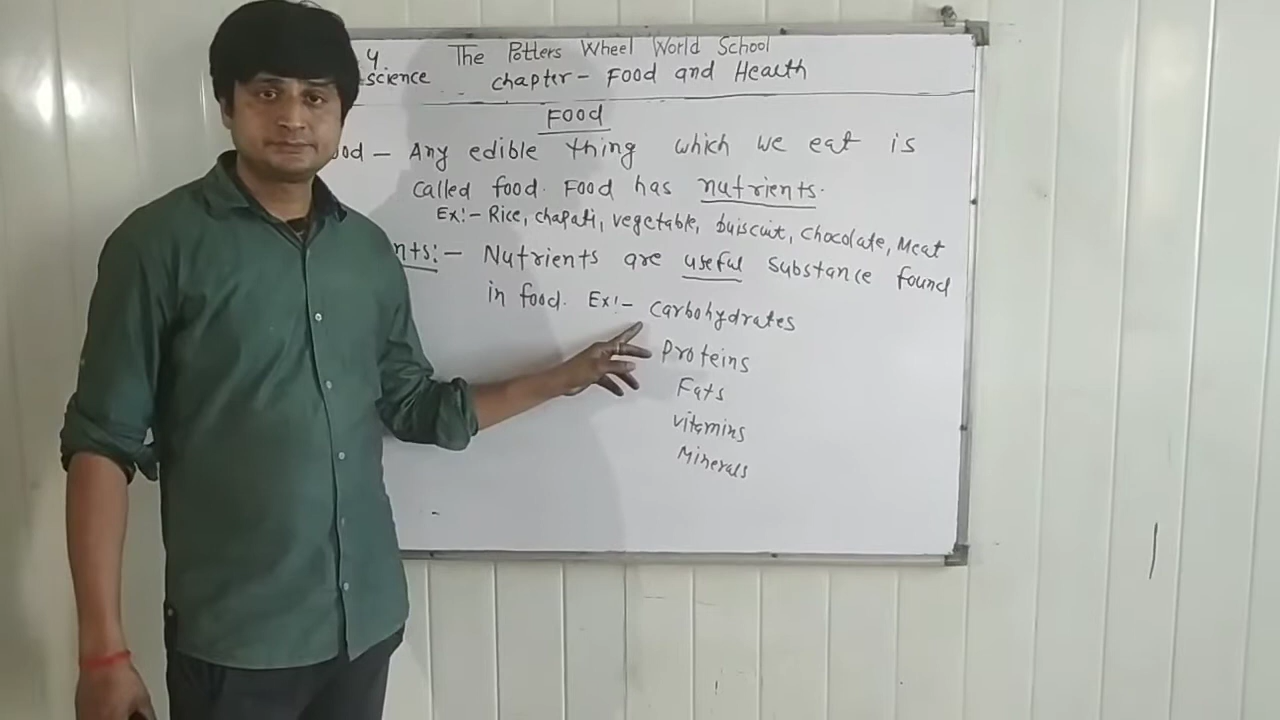 4 The Potters Wheel World School
science chapter - Food and Health
Food
ood - Any edible thing which we eat is
called food. Food has nutrients.
Ex:- Rice, chapati, vegetable, buiscuit, chocolate, Meat
nts:- Nutrients are useful substance found
in food. Ex:- carbohydrates
Proteins
Fats
vitamins
Minerals